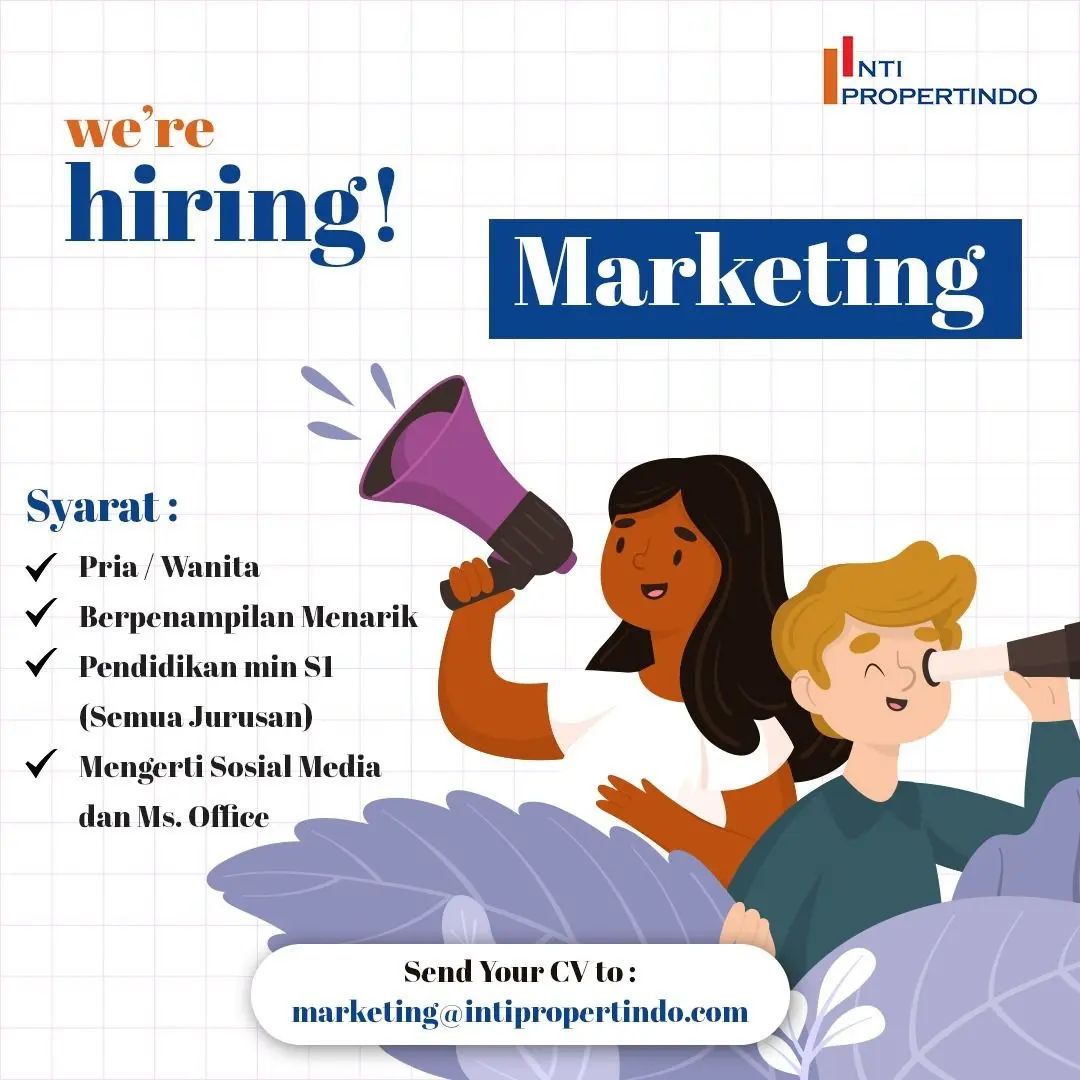 INTI
PROPERTINDO
we're
hiring!
Marketing
Syarat :
Pria / Wanita
Berpenampilan Menarik
Pendidikan min S1
(Semua Jurusan)
Mengerti Sosial Media
dan Ms. Office
Send Your CV to :
marketing@intipropertindo.com